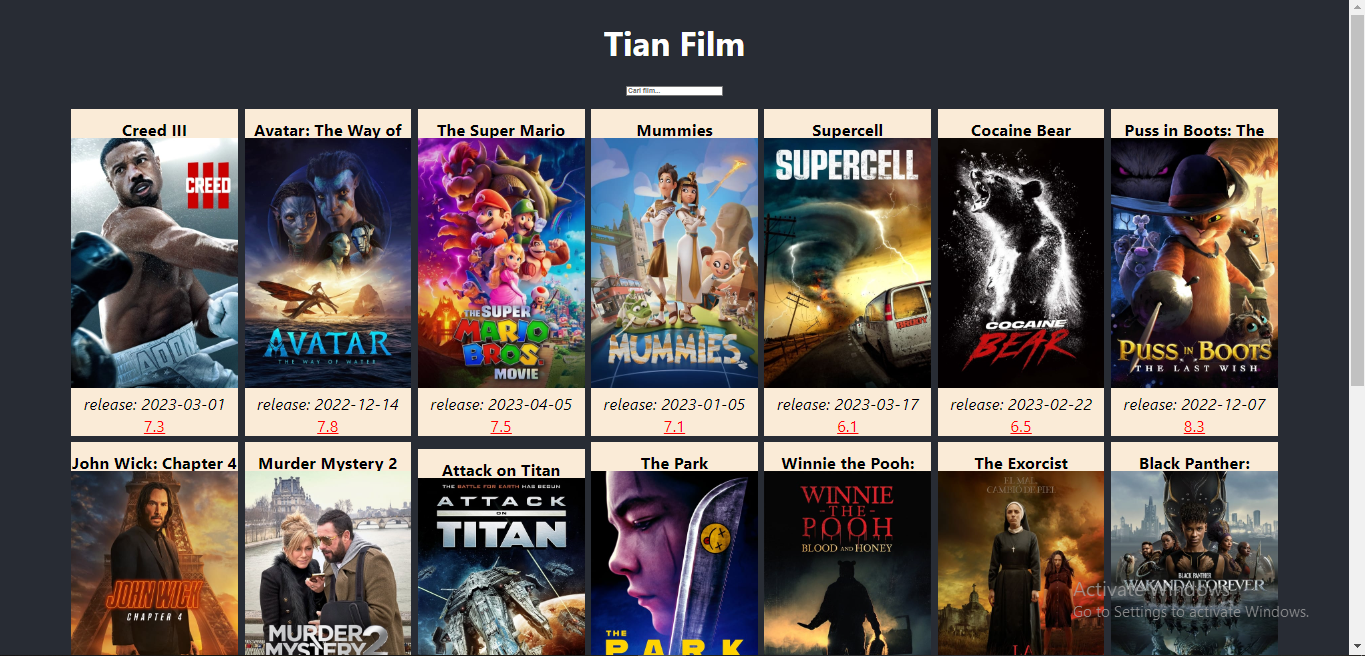 Tian Film
Cari film...
Creed III
Avatar: The Way of
The Super Mario
Mummies
Supercell
Cocaine Bear
Puss in Boots: The
CREED
III
AVATAR
THE WAY OF WATER
THE SUPER
MARIO
BROS.
MOVIE
MUMMIES
SUPERCELL
COCAINE
BEAR
PUSS IN BOOTS
THE LAST WISH
release: 2023-03-01
release: 2022-12-14
release: 2023-04-05
release: 2023-01-05
release: 2023-03-17
release: 2023-02-22
release: 2022-12-07
7.3
7.8
7.5
7.1
6.1
6.5
8.3
John Wick: Chapter 4
Murder Mystery 2
Attack on Titan
The Park
Winnie the Pooh:
The Exorcist
Black Panther:
JOHN WICK
CHAPTER 4
MURDER
MYSTERY 2
THE BATTLE FOR EARTH HAS BEGUN
ATTACK
ON
TITAN
THE
PARK
WINNIE
-THE-
POOH
BLOOD AND HONEY
EL MAL
CAMBIO DE PIEL
LA
BLACK PANTHER
WAKANDA FOREVER
Activate Windows
Go to Settings to activate Windows.